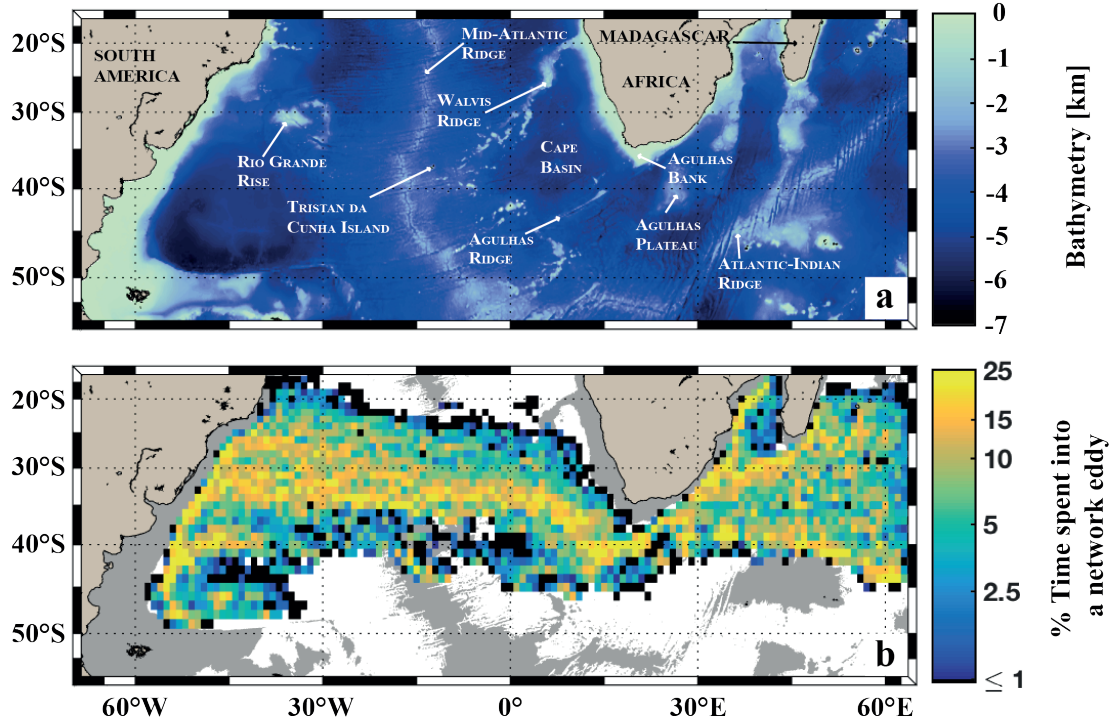 20°S
30°S
40°S
50°S
SOUTH
AMERICA
MID-ATLANTIC
RIDGE
MADAGASCAR
AFRICA
WALVIS
RIDGE
RIO GRANDE
RISE
CAPE
BASIN
AGULHAS
BANK
TRISTAN DA
CUNHA ISLAND
AGULHAS
RIDGE
AGULHAS
PLATEAU
ATLANTIC-INDIAN
RIDGE
a
0
-1
-2
-3
-4
-5
-6
-7
Bathymetry [km]
20°S
30°S
40°S
50°S
b
60°W
30°W
0°
30°E
60°E
25
15
10
5
2.5
≤ 1
% Time spent into
a network eddy